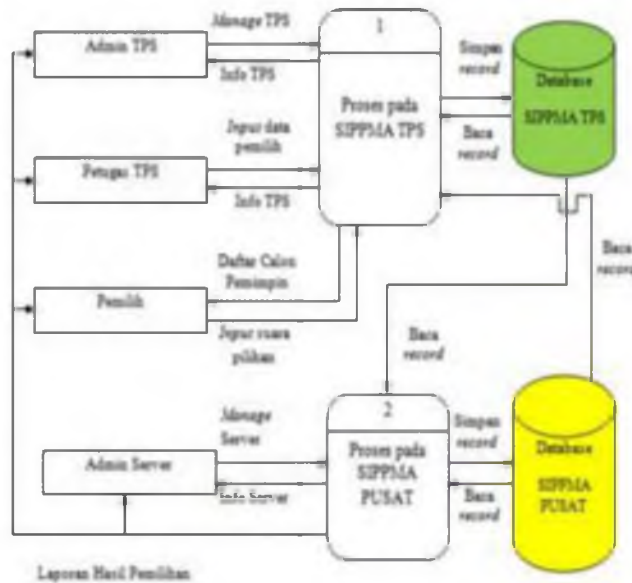 Manage TPS
Admin TPS
Info TPS
1
Proses pada
SIPPMA TPS
Simpan
record
Baca
record
Database
SIPPMA TPS
Input data
pemilih
Petugas TPS
Info TPS
Daftar Calon
Pemimpin
Pemilih
Input suara
pilihan
Baca
record
Baca
record
2
Proses pada
SIPPMA
PUSAT
Manage
Server
Admin Server
Info Server
Simpan
record
Baca
record
Database
SIPPMA
PUSAT
Laporan Hasil Pemilihan